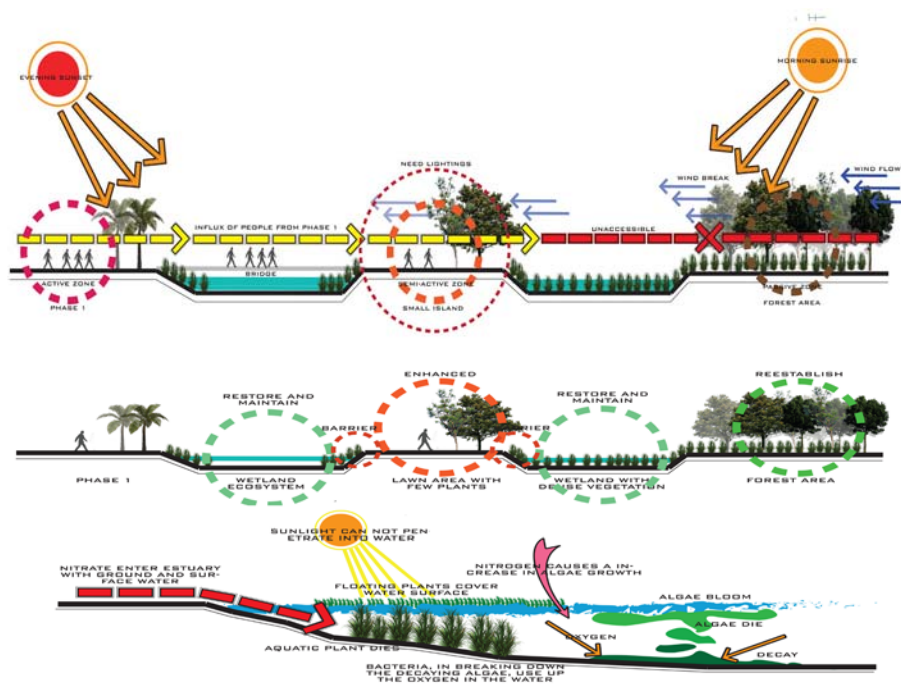 EVENING SUNSET
MORNING SUNRISE
NEED LIGHTINGS
WIND BREAK
WIND FLOW
INFLUX OF PEOPLE FROM PHASE 1
UNACCESSIBLE
BRIDGE
ACTIVE ZONE
SEMI-ACTIVE ZONE
PASSIVE ZONE
PHASE 1
SMALL ISLAND
FOREST AREA
ENHANCED
REESTABLISH
RESTORE AND
MAINTAIN
RESTORE AND
MAINTAIN
BARRIER
BARRIER
PHASE 1
WETLAND
ECOSYSTEM
LAWN AREA WITH
FEW PLANTS
WETLAND WITH
DENSE VEGETATION
FOREST AREA
SUNLIGHT CAN NOT PEN
ETRATE INTO WATER
NITRATE ENTER ESTUARY
WITH GROUND AND SUR-
FACE WATER
NITROGEN CAUSES A IN-
CREASE IN ALGAE GROWTH
FLOATING PLANTS COVER
WATER SURFACE
ALGAE BLOOM
ALGAE DIE
OXYGEN
DECAY
AQUATIC PLANT DIES
BACTERIA, IN BREAKING DOWN
THE DECAYING ALGAE, USE UP
THE OXYGEN IN THE WATER